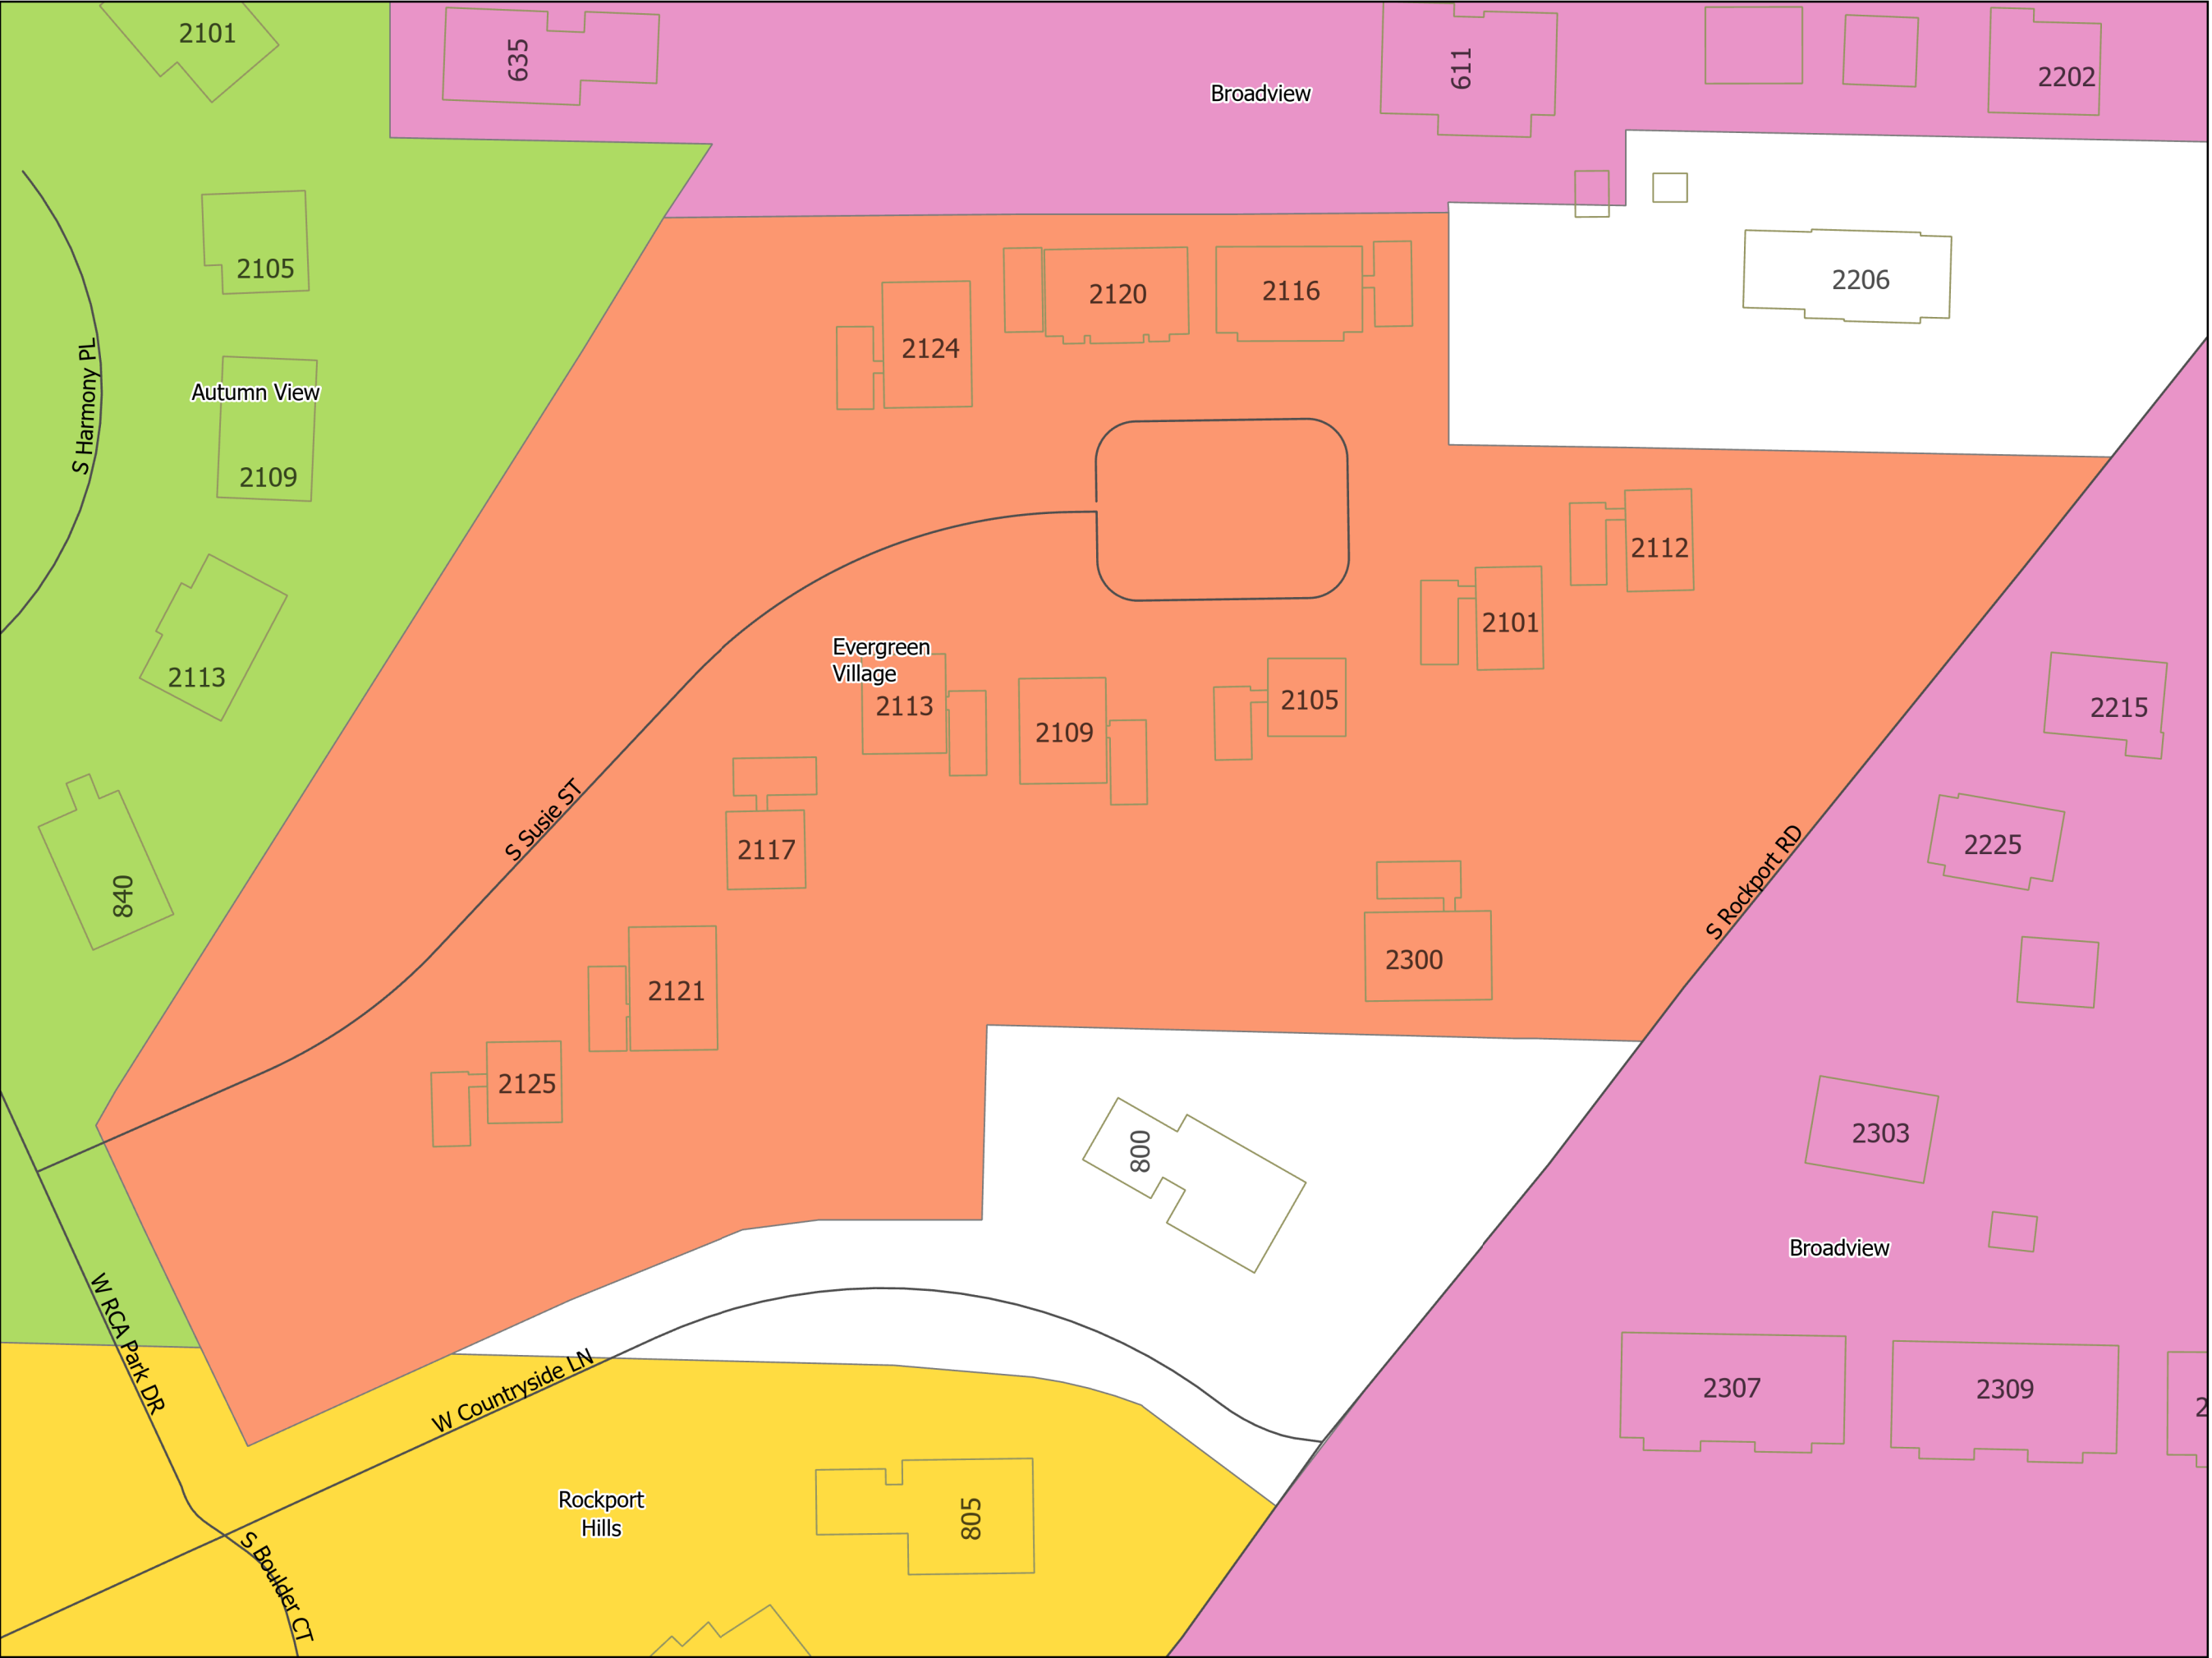 2101
635
Broadview
611
2202
2105
2206
2120
2116
2124
S Harmony PL
Autumn View
2109
2112
2101
Evergreen
Village
2113
2113
2109
2105
2215
S Susie ST
2117
840
2225
S Rockport RD
2300
2121
2125
800
2303
Broadview
W RCA Park DR
W Countryside LN
2307
2309
2
Rockport
Hills
805
S Boulder CT